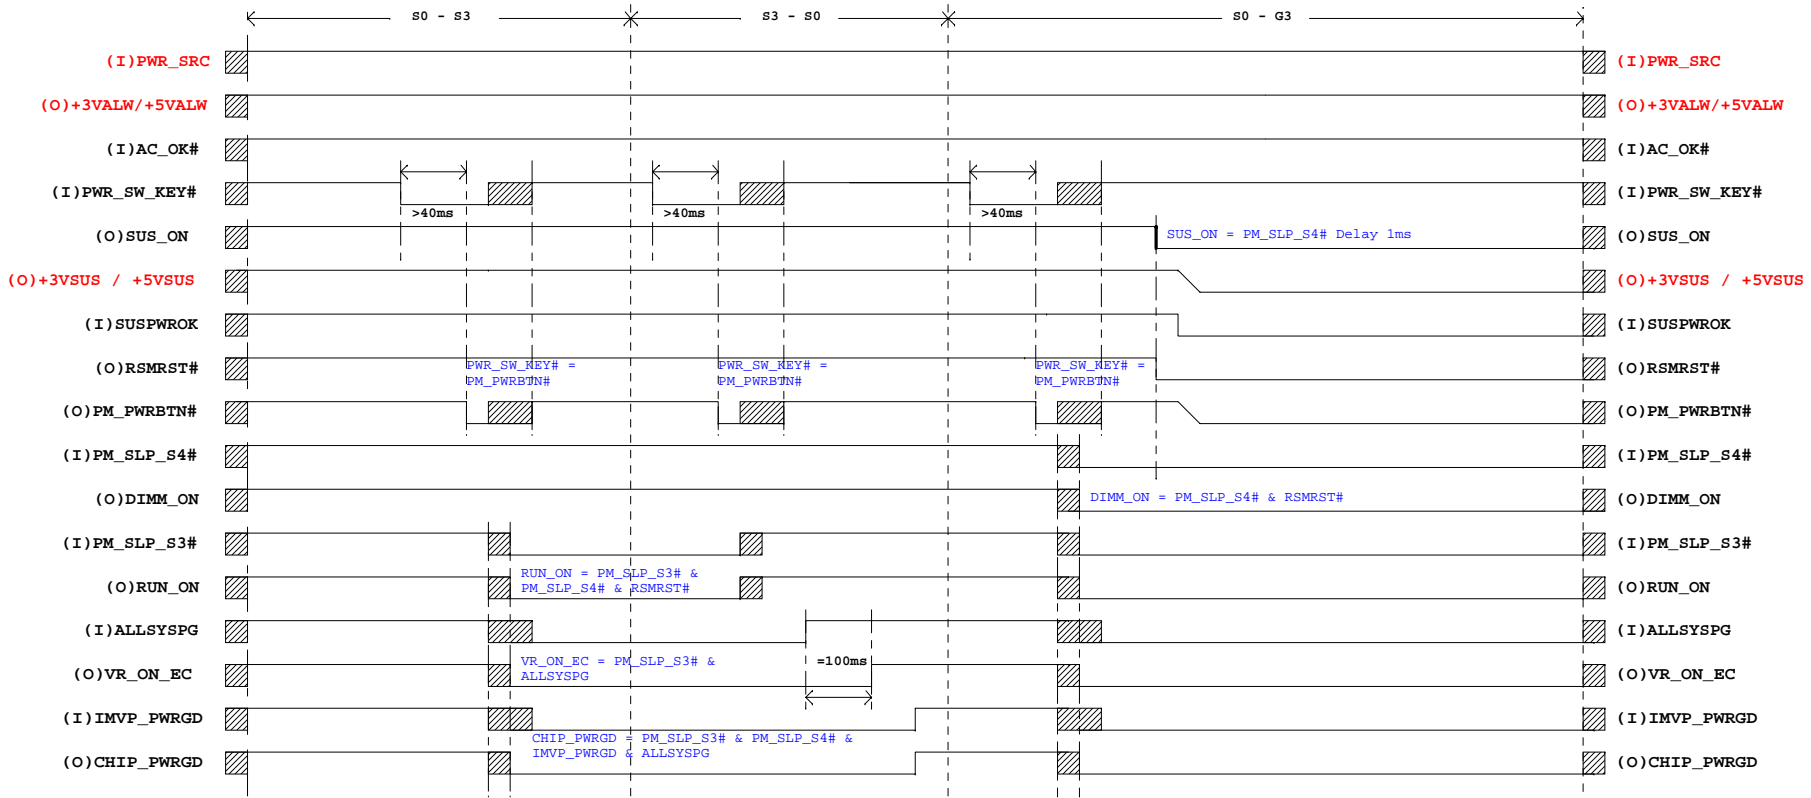 S0 - S3 S3 - S0 S0 - G3
(I)PWR_SRC (I)PWR_SRC
(O)+3VALW/+5VALW (O)+3VALW/+5VALW
(I)AC_OK# (I)AC_OK#
(I)PWR_SW_KEY# (I)PWR_SW_KEY#
>40ms >40ms >40ms
(O)SUS_ON SUS_ON = PM_SLP_S4# Delay 1ms (O)SUS_ON
(O)+3VSUS / +5VSUS (O)+3VSUS / +5VSUS
(I)SUSPWROK (I)SUSPWROK
(O)RSMRST# PWR_SW_KEY# = PWR_SW_KEY# = PWR_SW_KEY# = (O)RSMRST#
PM_PWRBTN# PM_PWRBTN# PM_PWRBTN#
(O)PM_PWRBTN# (O)PM_PWRBTN#
(I)PM_SLP_S4# (I)PM_SLP_S4#
(O)DIMM_ON DIMM_ON = PM_SLP_S4# & RSMRST# (O)DIMM_ON
(I)PM_SLP_S3# (I)PM_SLP_S3#
RUN_ON = PM_SLP_S3# &
(O)RUN_ON PM_SLP_S4# & RSMRST# (O)RUN_ON
(I)ALLSYSPG (I)ALLSYSPG
VR_ON_EC = PM_SLP_S3# & =100ms
(O)VR_ON_EC ALLSYSPG (O)VR_ON_EC
(I)IMVP_PWRGD (I)IMVP_PWRGD
CHIP_PWRGD = PM_SLP_S3# & PM_SLP_S4# &
IMVP_PWRGD & ALLSYSPG
(O)CHIP_PWRGD (O)CHIP_PWRGD